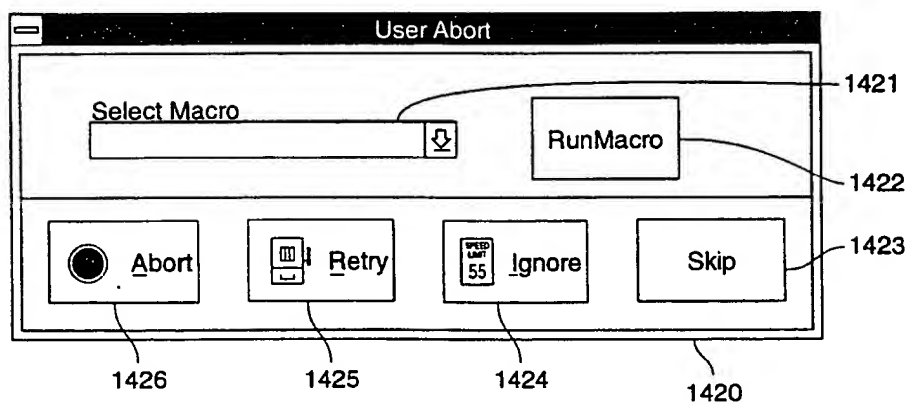 User Abort
Select Macro
RunMacro
Abort
Retry
SPEED
LIMIT
55
Ignore
Skip
1421
1422
1423
1426
1425
1424
1420